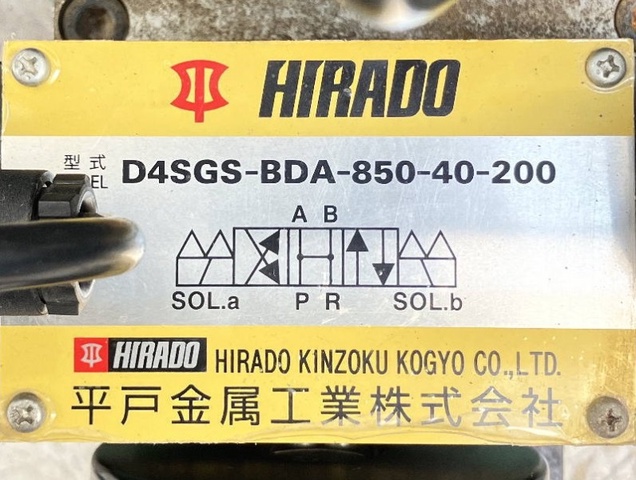 HIRADO
型式 D4SGS-BDA-850-40-200
A B
SOL.a P R SOL.b
HIRADO HIRADO KINZOKU KOGYO CO.,LTD.
平戸金属工業株式会社